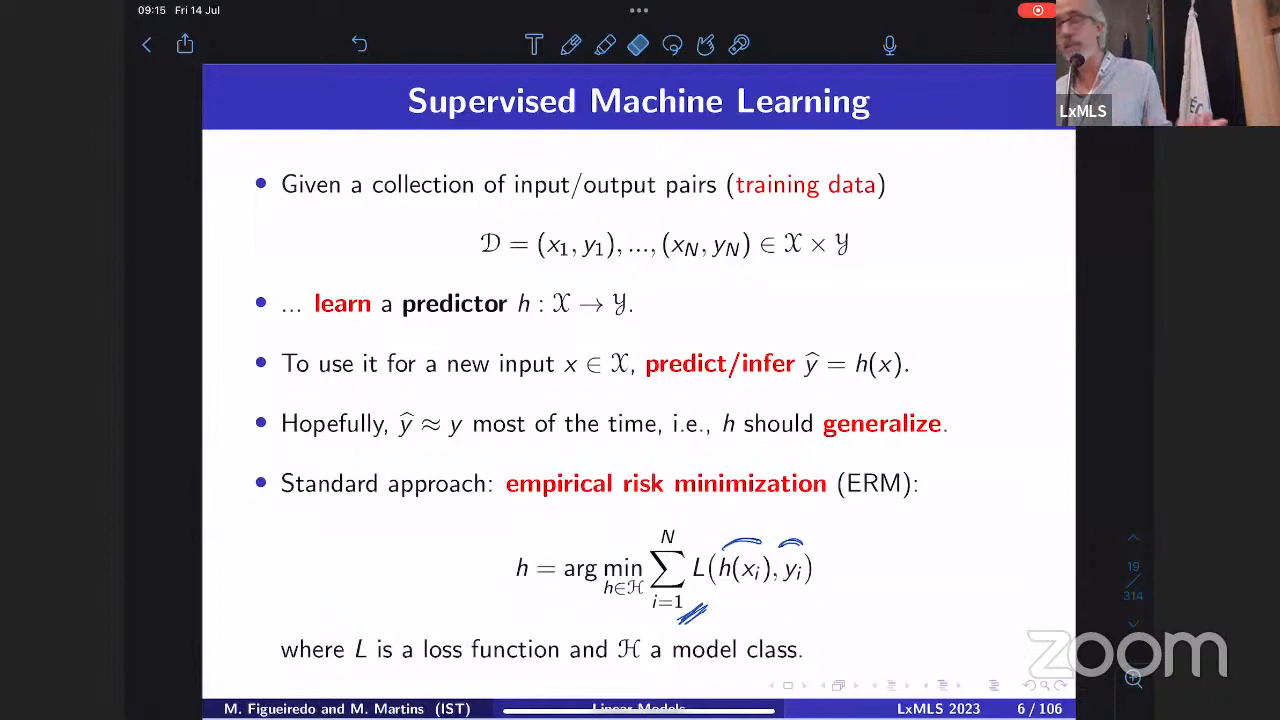 09:15 Fri 14 Jul
LxMLS
Supervised Machine Learning
• Given a collection of input/output pairs (training data)
𝒟 = (x₁, y₁), ..., (x_N, y_N) ∈ 𝒳 × 𝒴
• ... learn a predictor h : 𝒳 → 𝒴.
• To use it for a new input x ∈ 𝒳, predict/infer ŷ = h(x).
• Hopefully, ŷ ≈ y most of the time, i.e., h should generalize.
• Standard approach: empirical risk minimization (ERM):
h = arg min_{h∈ℋ} ∑_{i=1}^{N} L(h(x_i), y_i)
where L is a loss function and ℋ a model class.
19
/
314
zoom
M. Figueiredo and M. Martins (IST) Linear Models LxMLS 2023 6 / 106